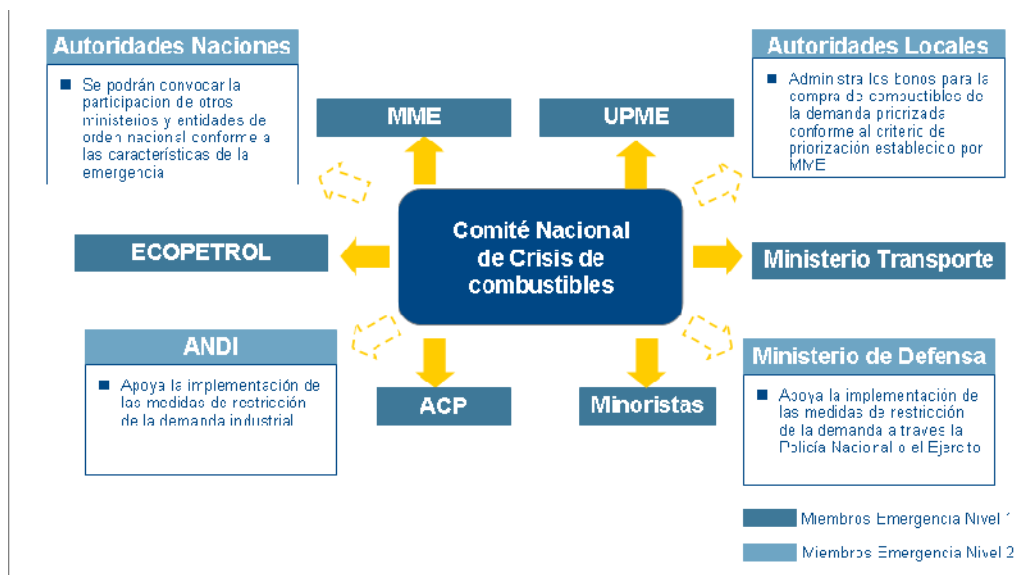 Autoridades Naciones
■ Se podrán convocar la
participacion de otros
ministerios y entidades de
orden nacional conforme a
las características de la
emergencia
MME
UPME
Autoridades Locales
■ Administra los bonos para la
compra de combustibles de
la demanda priorizada
conforme al criterio de
priorización establecido por
MME
ECOPETROL
Comité Nacional
de Crisis de
combustibles
Ministerio Transporte
ANDI
■ Apoya la implementación de
las medidas de restricción
de la demanda industrial
ACP
Minoristas
Ministerio de Defensa
■ Apoya la implementación de
las medidas de restricción
de la demanda a traves la
Policía Nacional o el Ejercito
Miembros Emergencia Nivel 1
Miembros Emergencia Nivel 2